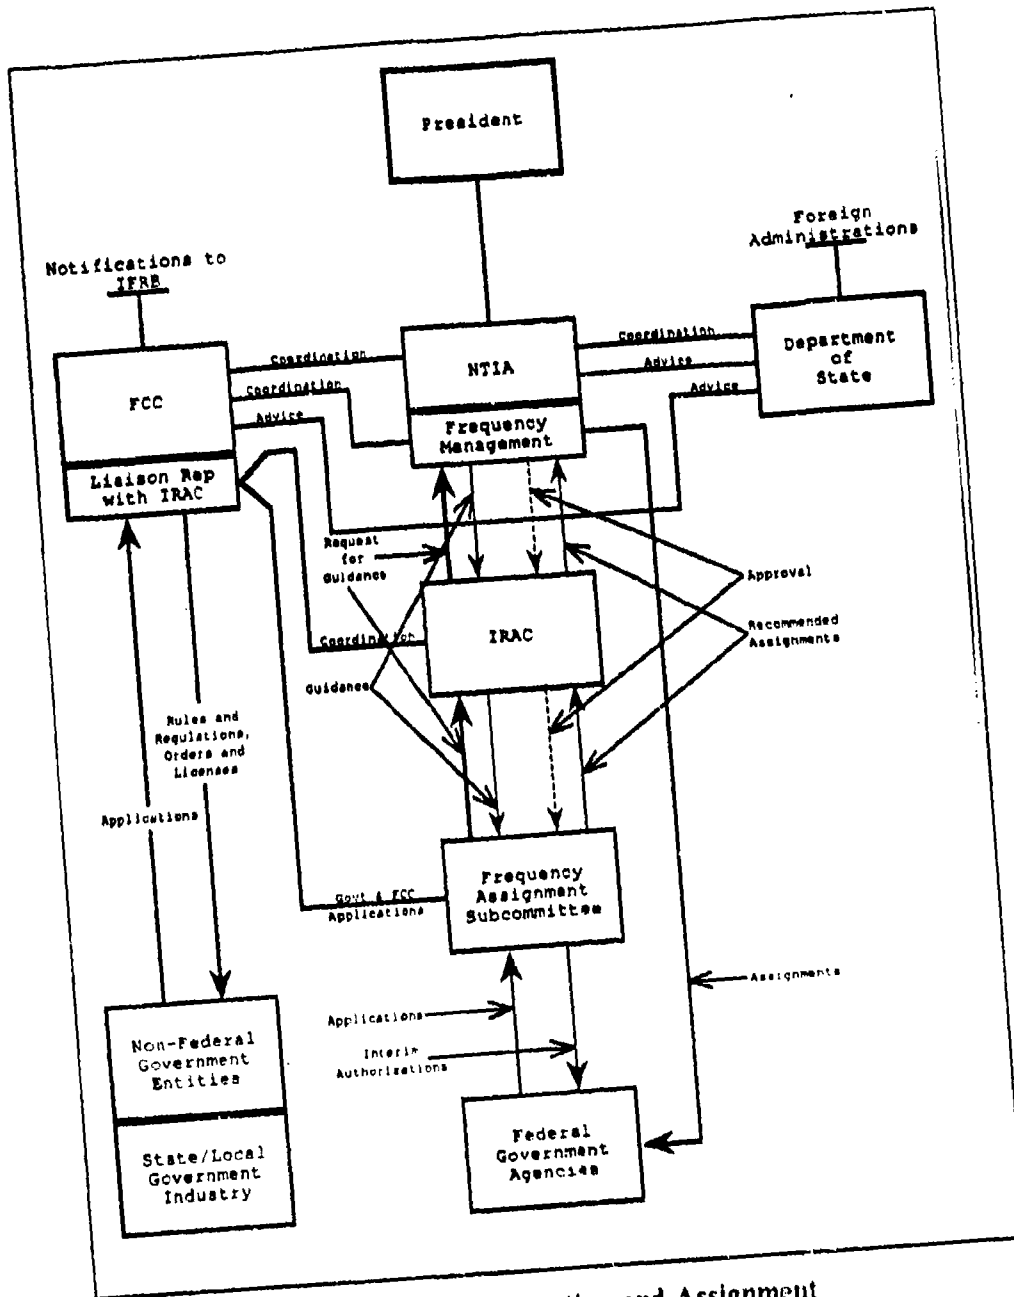 President
Foreign
Administrations
Notifications to
IFRB
Coordination
Department
of
State
Coordination
NTIA
Advice
FCC
Coordination
Advice
Advice
Frequency
Management
Liaison Rep
with IRAC
Request
for
Guidance
Approval
IRAC
Recommended
Assignments
Coordination
Guidance
Rules and
Regulations,
Orders and
Licenses
Applications
Frequency
Assignment
Subcommittee
Govt & FCC
Applications
Assignments
Applications
Non-Federal
Government
Entities
Interim
Authorizations
Federal
Government
Agencies
State/Local
Government
Industry
and Assignment